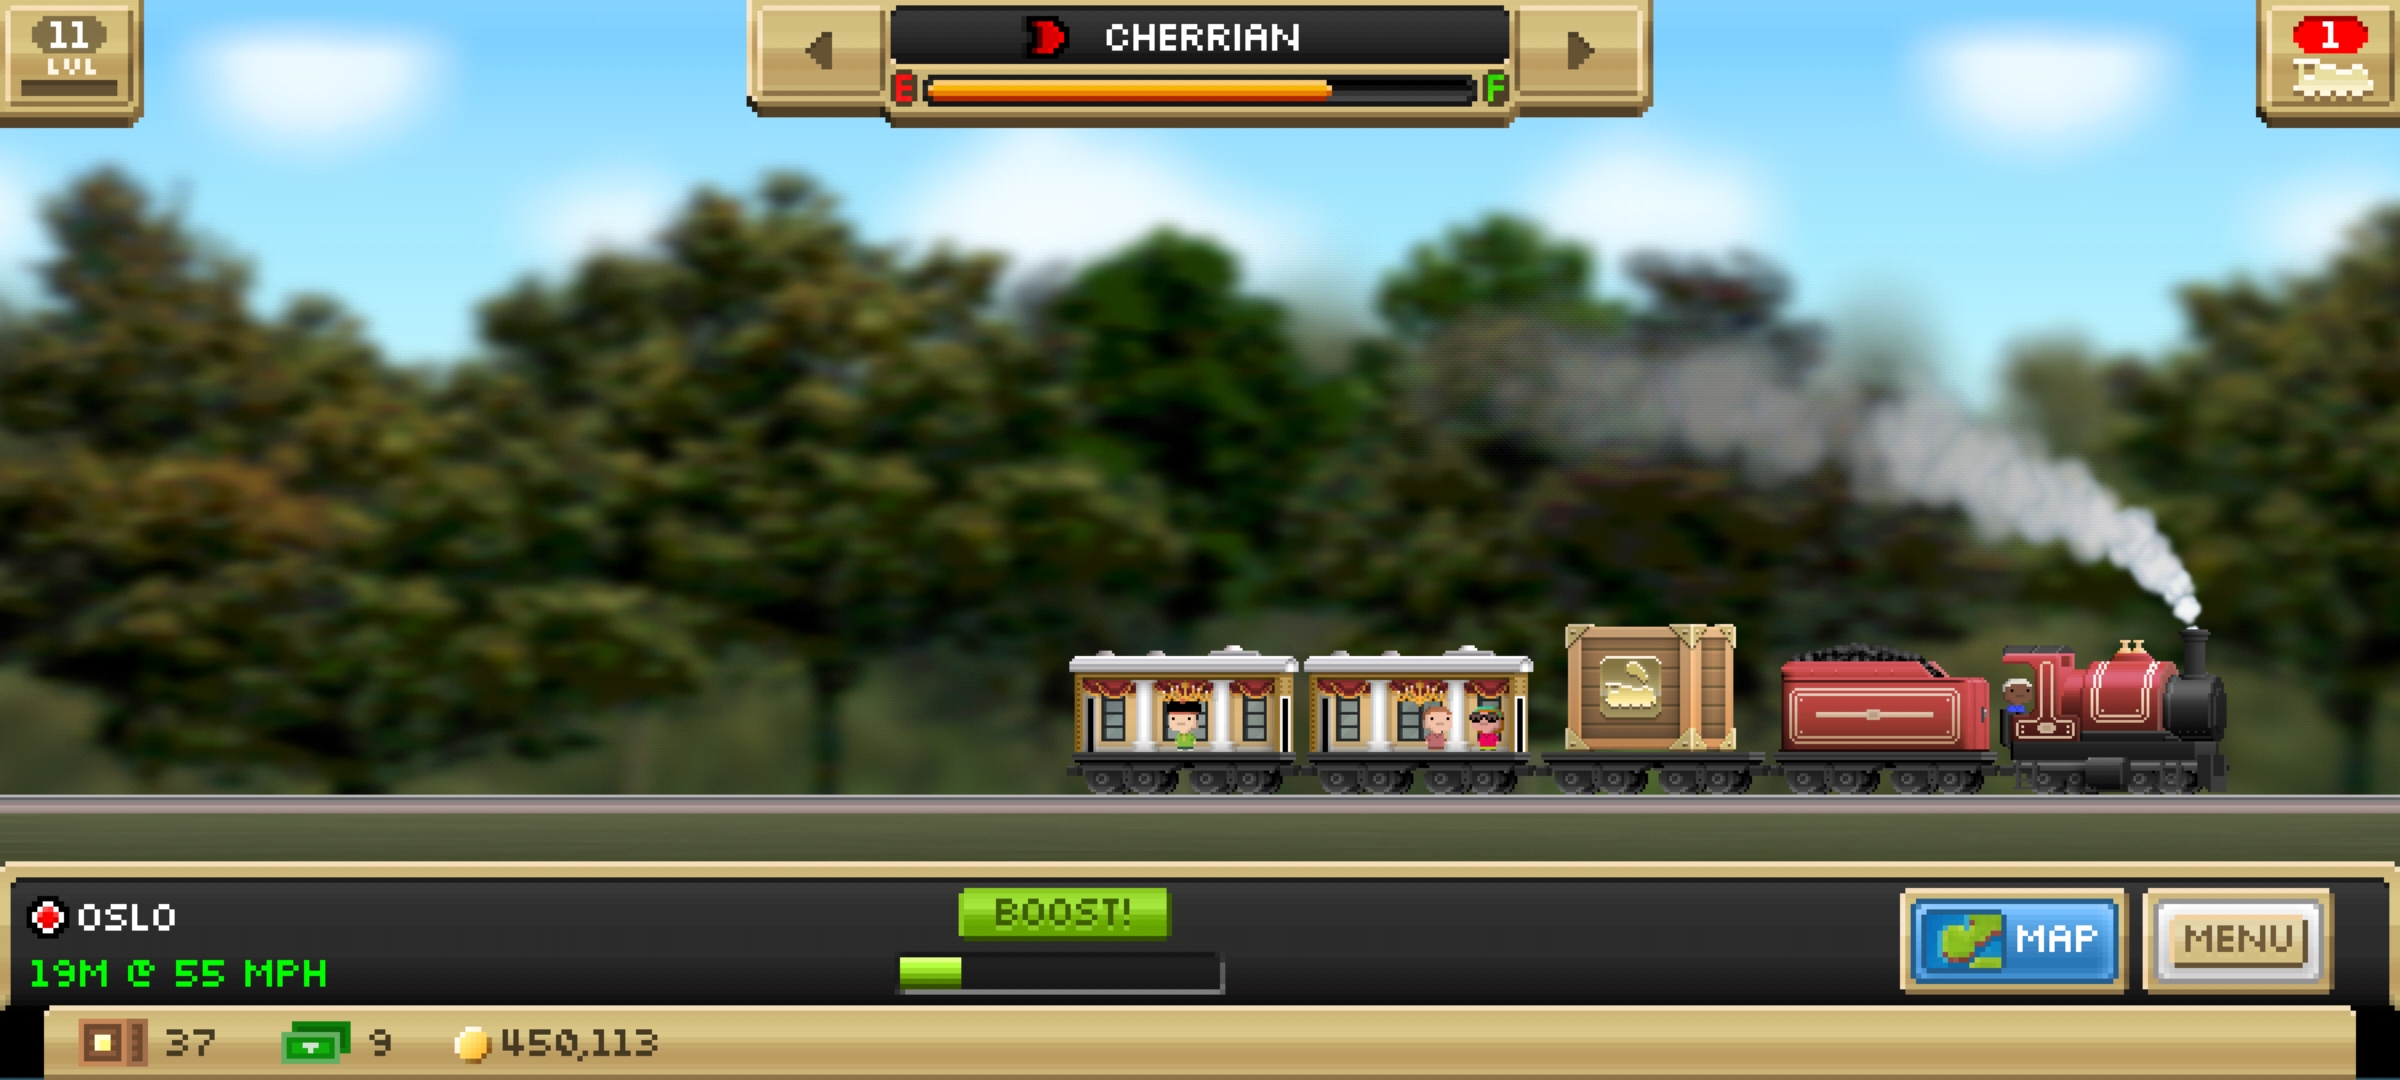 11
LVL
CHERRIAN
E F
1
OSLO
19M @ 55 MPH
BOOST!
MAP
MENU
37
9
450,113